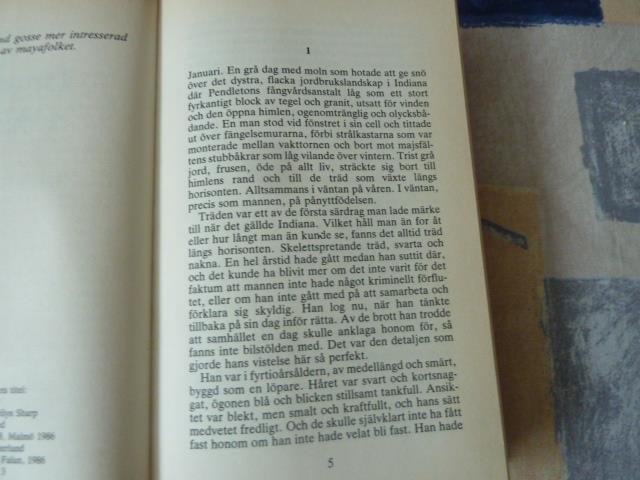 nd gosse mer intresserad
av mayafolket.
ns titel:
ilyn Sharp
8, Malmö 1986
erlund
Falun, 1986
1
Januari. En grå dag med moln som hotade att ge snö
över det dystra, flacka jordbrukslandskap i Indiana
där Pendletons fångvårdsanstalt låg som ett stort
fyrkantigt block av tegel och granit, utsatt för vinden
och den öppna himlen, ogenomtränglig och olycksbå-
dande. En man stod vid fönstret i sin cell och tittade
ut över fängelsemurarna, förbi strålkastarna som var
monterade mellan vakttornen och bort mot majsfäl-
tens stubbåkrar som låg vilande över vintern. Trist grå
jord, frusen, öde på allt liv, sträckte sig bort till
himlens rand och till de träd som växte längs
horisonten. Alltsammans i väntan på våren. I väntan,
precis som mannen, på pånyttfödelsen.
Träden var ett av de första särdrag man lade märke
till när det gällde Indiana. Vilket håll man än for åt
eller hur långt man än kunde se, fanns det alltid träd
längs horisonten. Skelettspretande träd, svarta och
nakna. En hel årstid hade gått medan han suttit där,
och det kunde ha blivit mer om det inte varit för det
faktum att mannen inte hade något kriminellt förflu-
tet, eller om han inte gått med på att samarbeta och
förklara sig skyldig. Han log nu, när han tänkte
tillbaka på sin dag inför rätta. Av de brott han trodde
att samhället en dag skulle anklaga honom för, så
fanns inte bilstölden med. Det var den detaljen som
gjorde hans vistelse här så perfekt.
Han var i fyrtioårsåldern, av medellängd och smärt,
byggd som en löpare. Håret var svart och kortsnag-
gat, ögonen blå och blicken stillsamt tankfull. Ansik-
tet var blekt, men smalt och kraftfullt, och hans sätt
medvetet fredligt. Och de skulle självklart inte ha fått
fast honom om han inte hade velat bli fast. Han hade
5